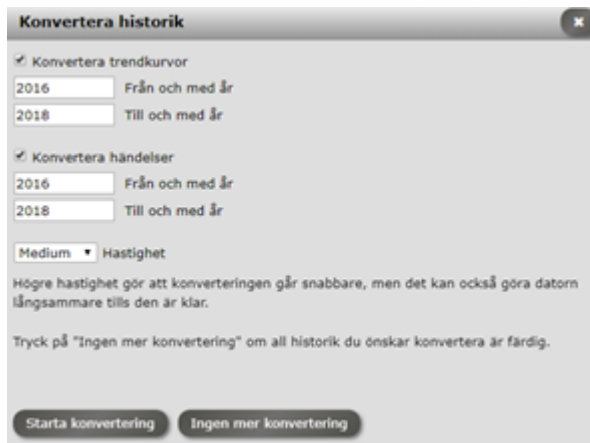 Konvertera historik
Konvertera trendkurvor
2016 Från och med år
2018 Till och med år
Konvertera händelser
2016 Från och med år
2018 Till och med år
Medium Hastighet
Högre hastighet gör att konverteringen går snabbare, men det kan också göra datorn
långsammare tills den är klar.
Tryck på "Ingen mer konvertering" om all historik du önskar konvertera är färdig.
Starta konvertering Ingen mer konvertering